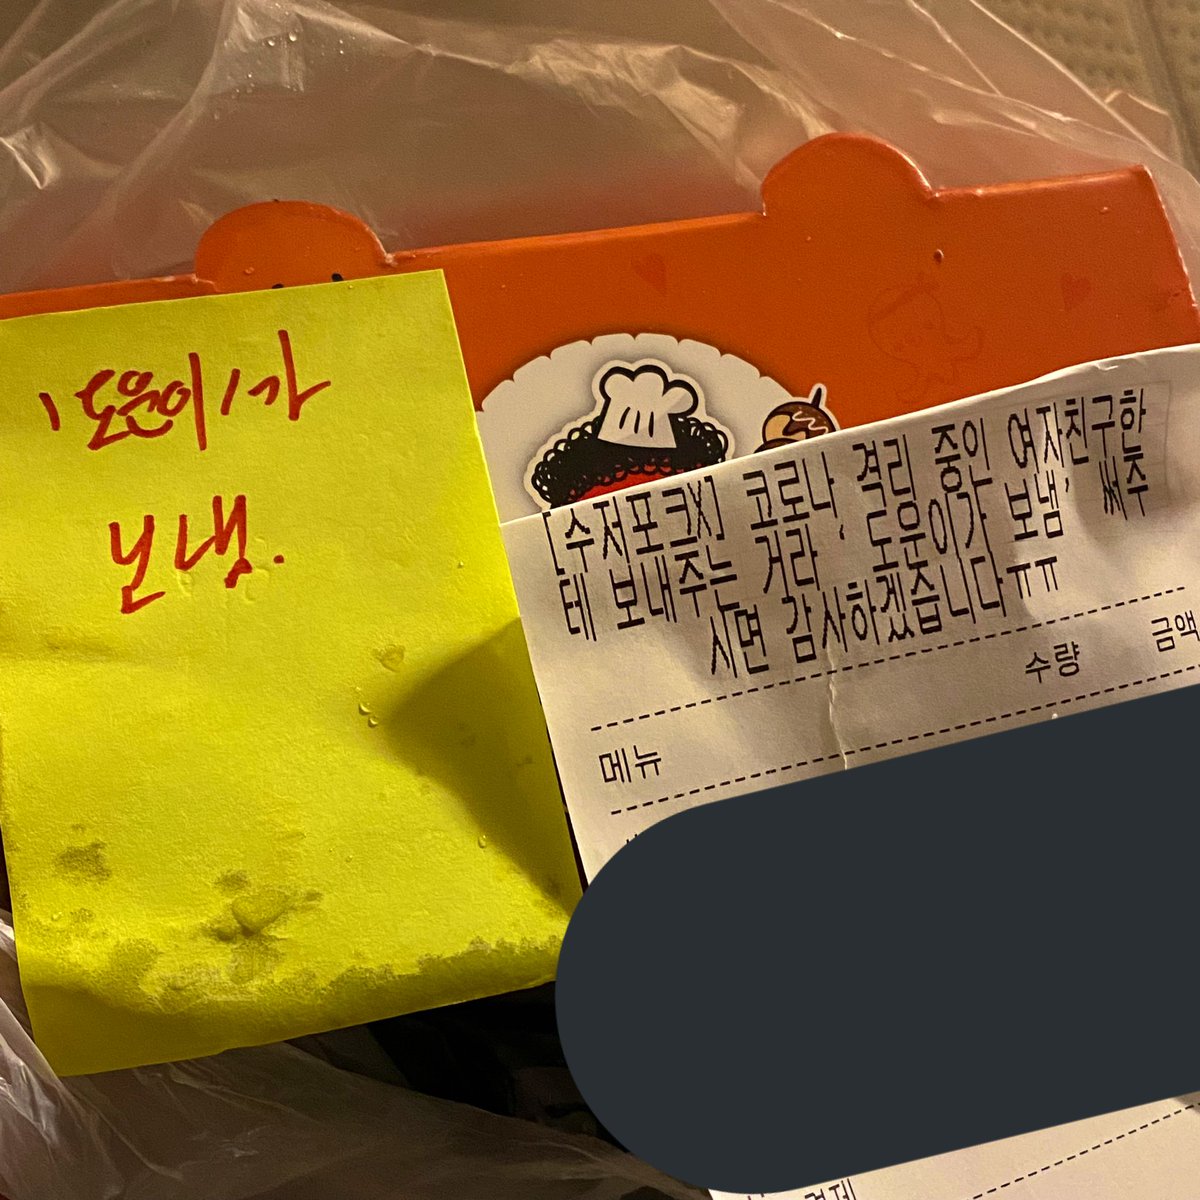 '도운이'가
보냄.
[수저포크X] 코로나 격리 중인 여자친구한
테 보내주는 거라 '도운이가 보냄' 써주
시면 감사하겠습니다ㅠㅠ
수량 금액
메뉴
결제